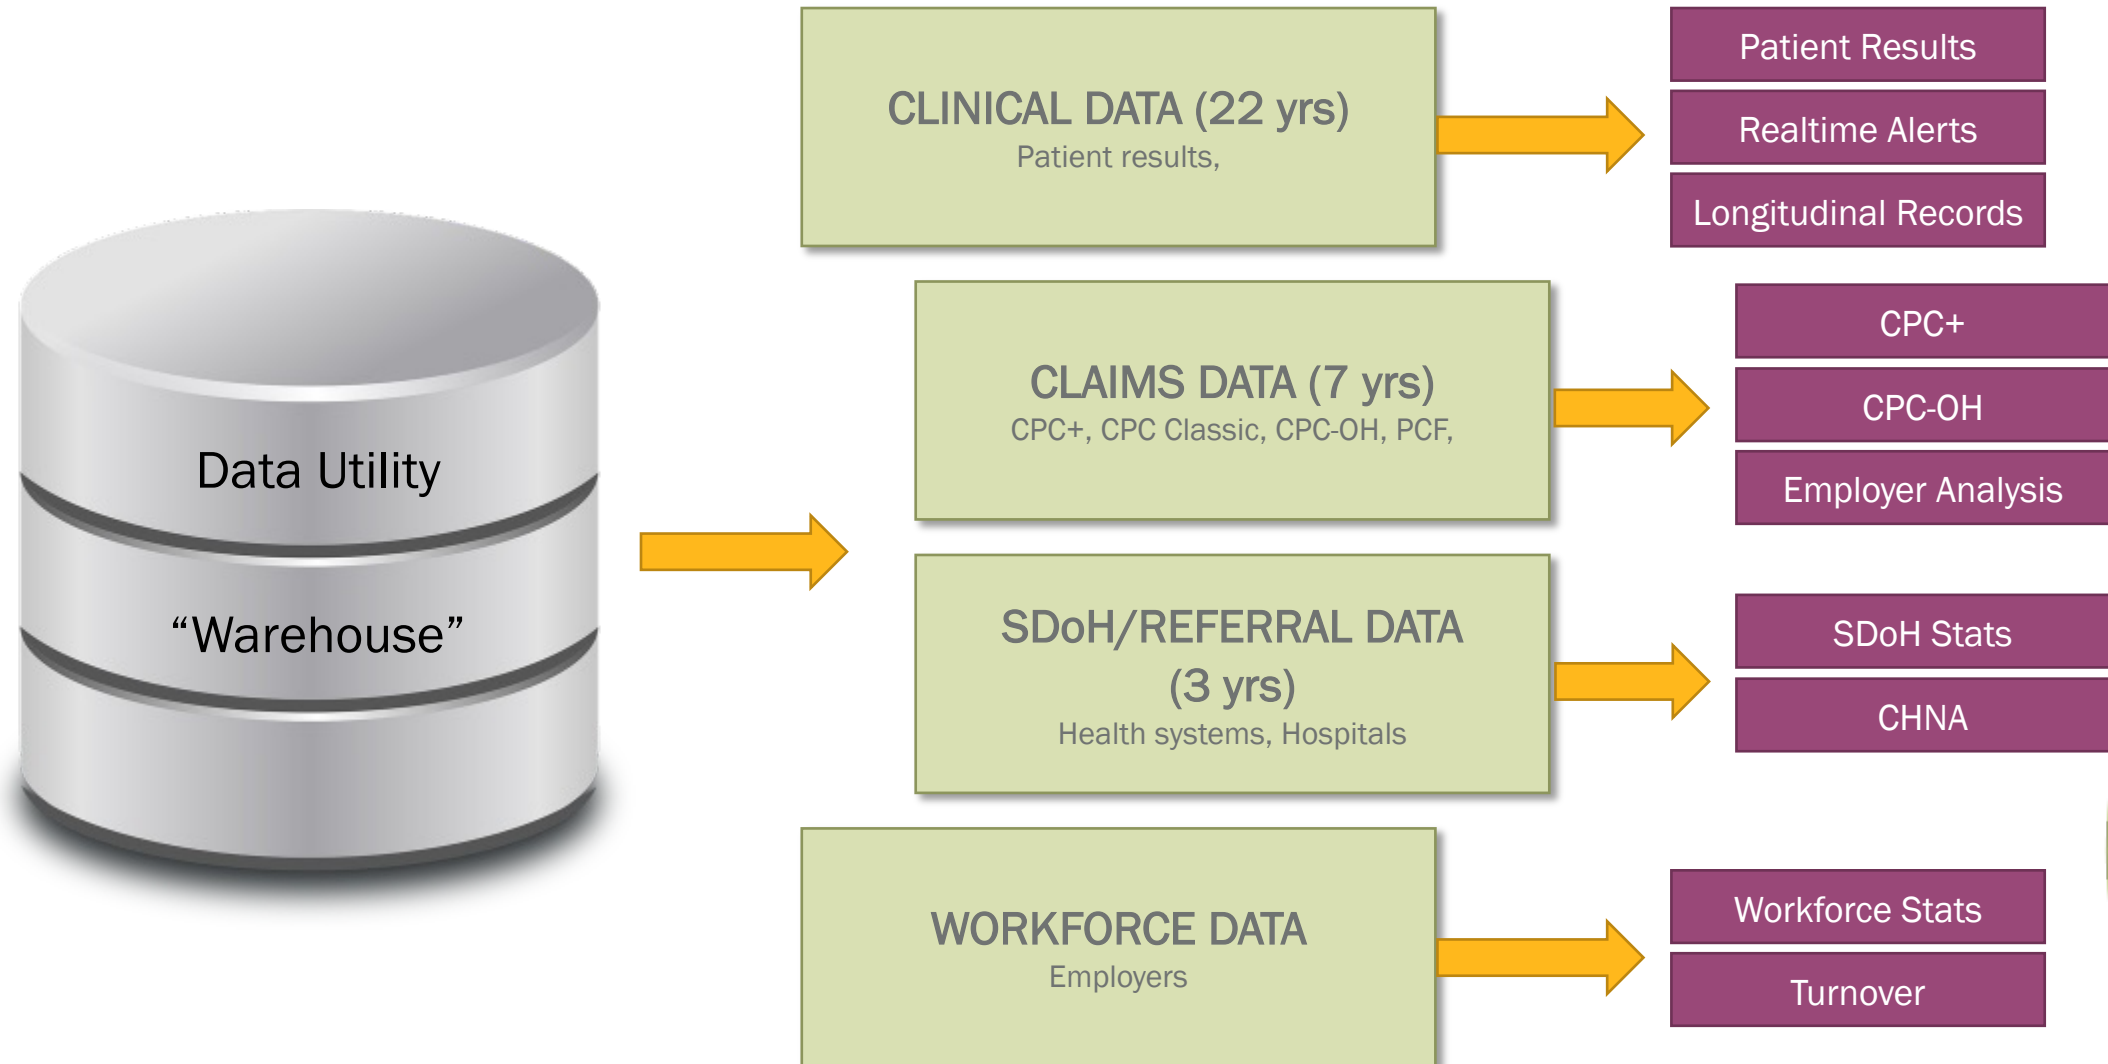 Data Utility
“Warehouse”
CLINICAL DATA (22 yrs)
Patient results,
Patient Results
Realtime Alerts
Longitudinal Records
CLAIMS DATA (7 yrs)
CPC+, CPC Classic, CPC-OH, PCF,
CPC+
CPC-OH
Employer Analysis
SDoH/REFERRAL DATA
(3 yrs)
Health systems, Hospitals
SDoH Stats
CHNA
WORKFORCE DATA
Employers
Workforce Stats
Turnover